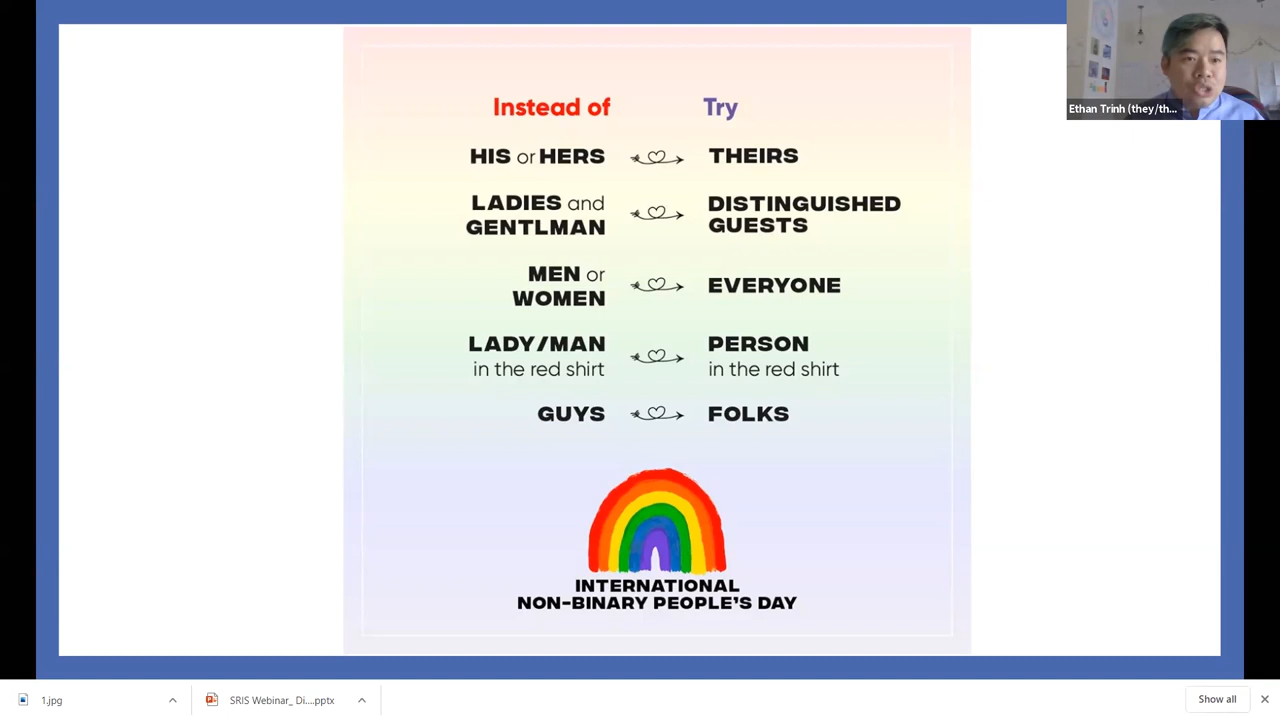 Ethan Trinh (they/th...
Instead of Try
HIS or HERS THEIRS
LADIES and DISTINGUISHED
GENTLMAN GUESTS
MEN or
WOMEN EVERYONE
LADY/MAN PERSON
in the red shirt in the red shirt
GUYS FOLKS
INTERNATIONAL
NON-BINARY PEOPLE'S DAY
1.jpg SRIS Webinar_ Di....pptx Show all